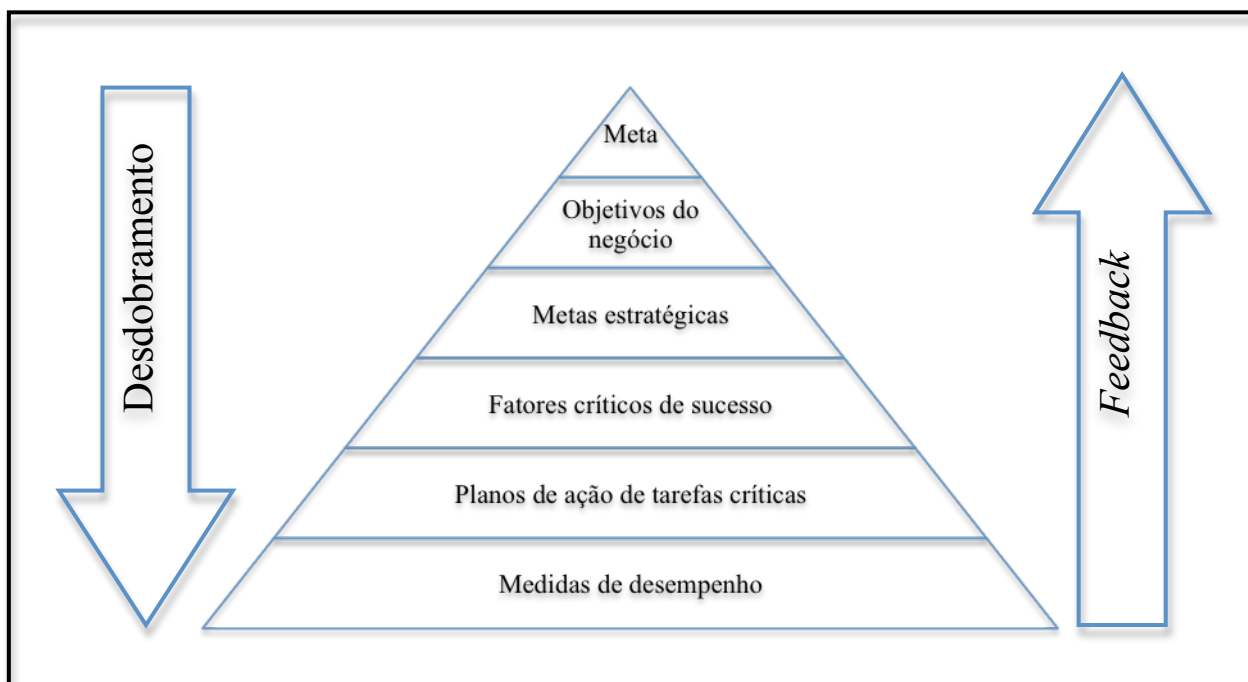 Desdobramento
Meta
Objetivos do
negócio
Metas estratégicas
Fatores críticos de sucesso
Planos de ação de tarefas críticas
Medidas de desempenho
Feedback